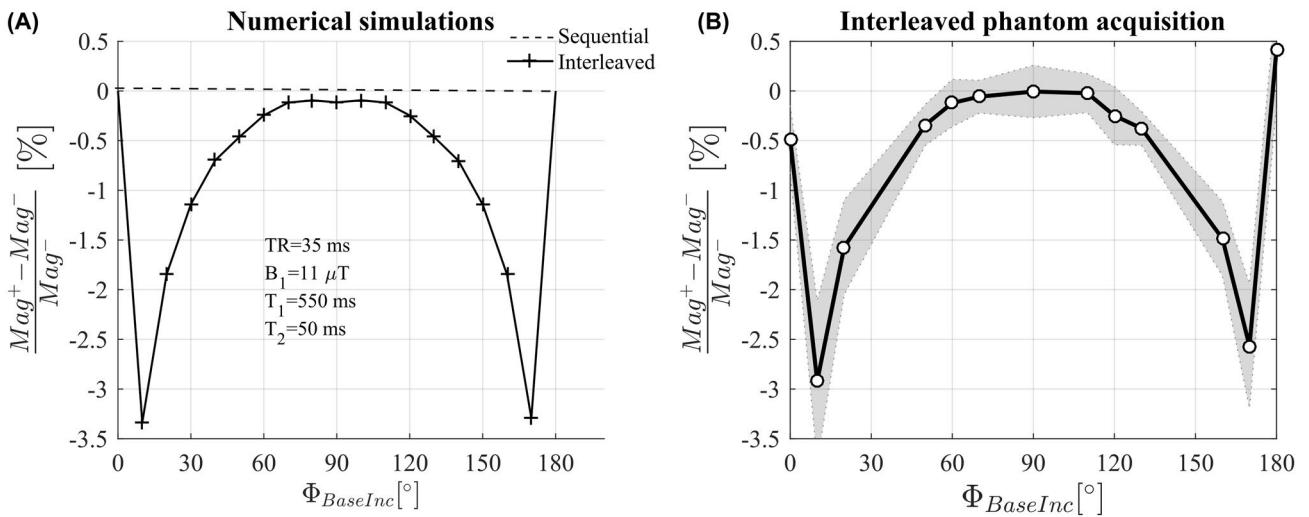 (A)
Numerical simulations
Sequential
Interleaved
0.5
0
-0.5
-1
-1.5
-2
-2.5
-3
-3.5
Mag⁺−Mag⁻
Mag⁻
[%]
TR=35 ms
B₁=11 μT
T₁=550 ms
T₂=50 ms
0 30 60 90 120 150 180
Φ_BaseInc[°]
(B)
Interleaved phantom acquisition
0.5
0
-0.5
-1
-1.5
-2
-2.5
-3
-3.5
Mag⁺−Mag⁻
Mag⁻
[%]
0 30 60 90 120 150 180
Φ_BaseInc[°]